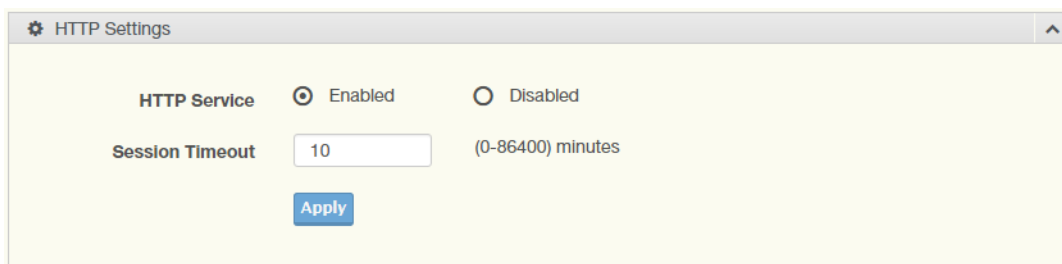 HTTP Settings
HTTP Service Enabled Disabled
Session Timeout 10 (0-86400) minutes
Apply